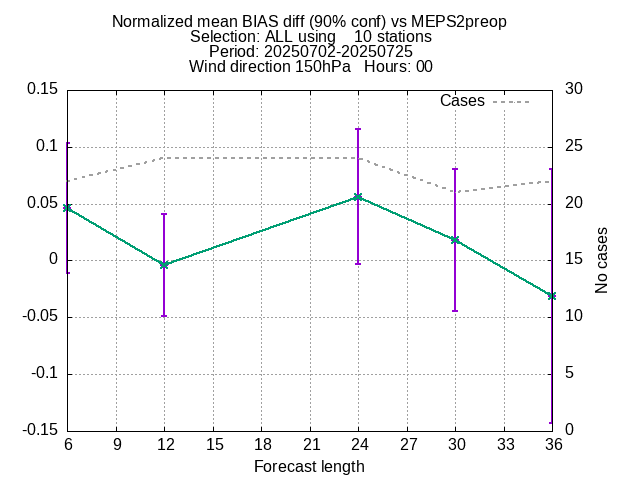 Normalized mean BIAS diff (90% conf) vs MEPS2preop
Selection: ALL using    10 stations
Period: 20250702-20250725
Wind direction 150hPa   Hours: 00
0.15
0.1
0.05
0
-0.05
-0.1
-0.15
30
25
20
15
10
5
0
Cases
No cases
6 9 12 15 18 21 24 27 30 33 36
Forecast length